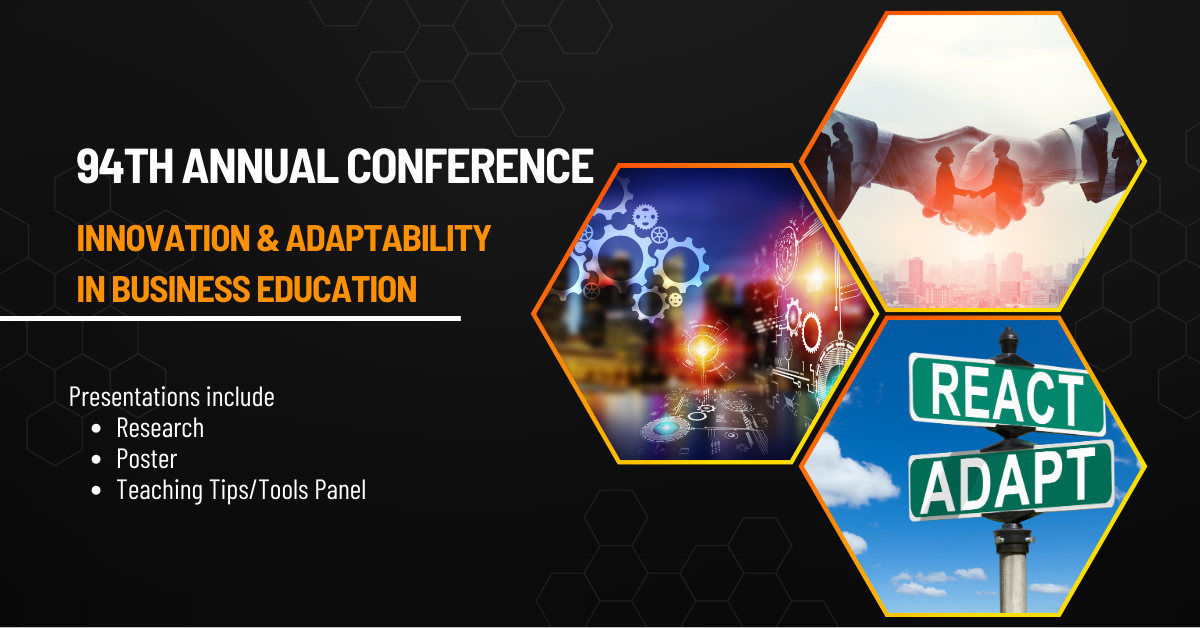 94TH ANNUAL CONFERENCE
INNOVATION & ADAPTABILITY
IN BUSINESS EDUCATION
Presentations include
• Research
• Poster
• Teaching Tips/Tools Panel
REACT
ADAPT